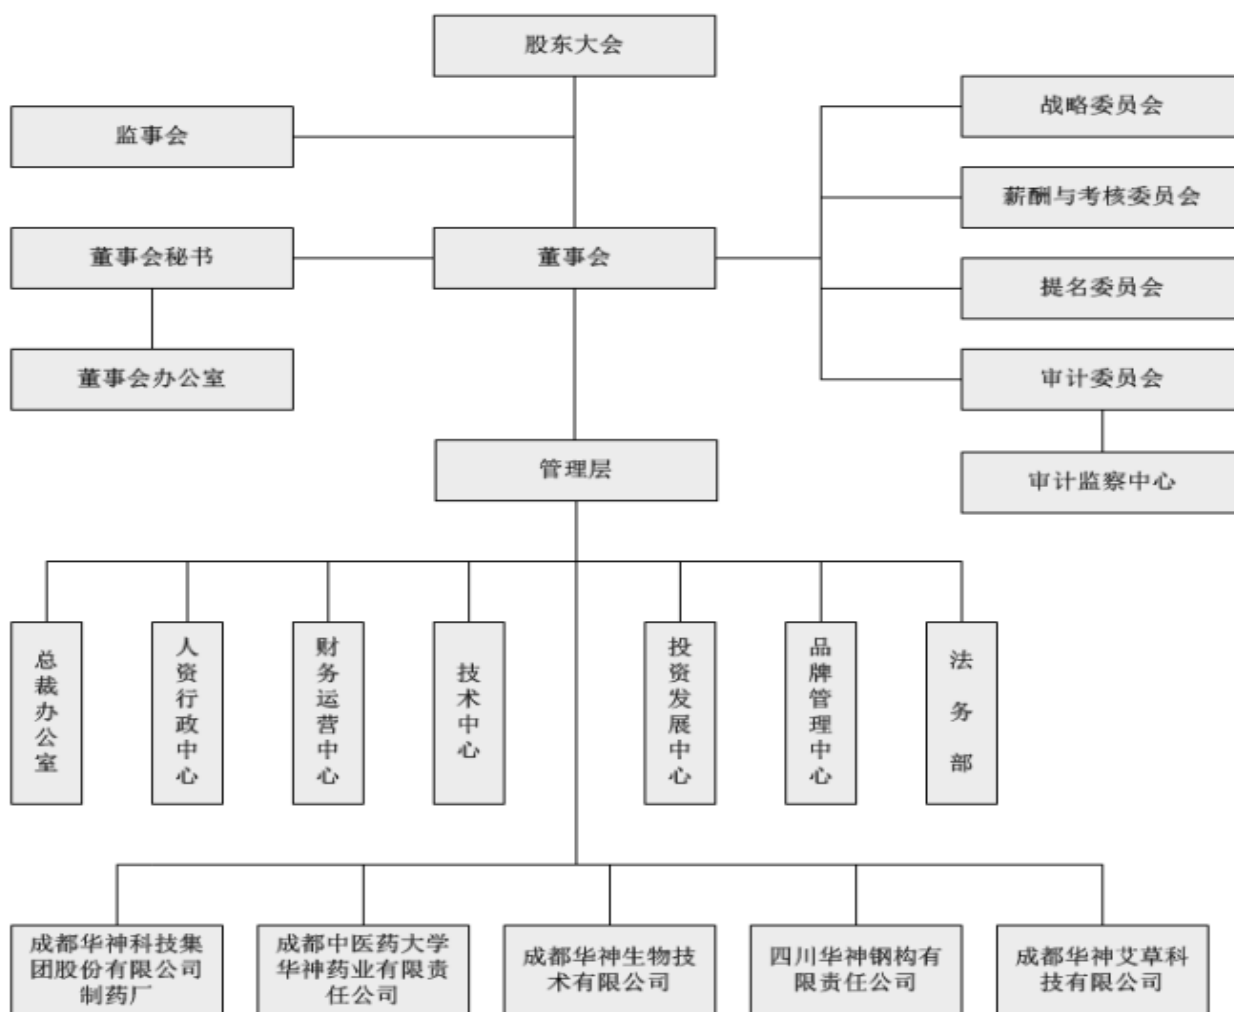 股东大会
战略委员会
监事会
薪酬与考核委员会
董事会秘书
董事会
提名委员会
董事会办公室
审计委员会
管理层
审计监察中心
总裁办公室
人资行政中心
财务运营中心
技术中心
投资发展中心
品牌管理中心
法务部
成都华神科技集
团股份有限公司
制药厂
成都中医药大学
华神药业有限责
任公司
成都华神生物技
术有限公司
四川华神钢构有
限责任公司
成都华神艾草科
技有限公司